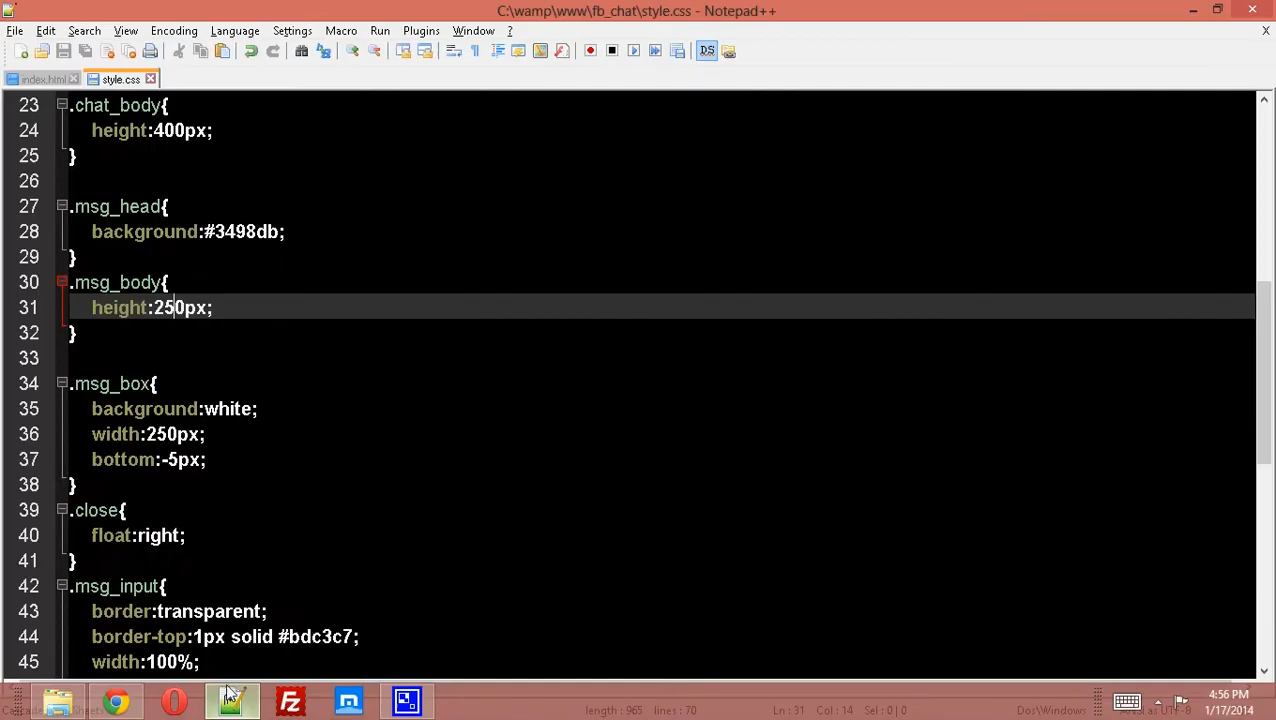 C:\wamp\www\fb_chat\style.css - Notepad++
File Edit Search View Encoding Language Settings Macro Run Plugins Window ? X
index.html style.css
23 .chat_body{
24 height:400px;
25 }
26
27 .msg_head{
28 background:#3498db;
29 }
30 .msg_body{
31 height:250px;
32 }
33
34 .msg_box{
35 background:white;
36 width:250px;
37 bottom:-5px;
38 }
39 .close{
40 float:right;
41 }
42 .msg_input{
43 border:transparent;
44 border-top:1px solid #bdc3c7;
45 width:100%;
4:56 PM
length : 965 lines : 70 Ln : 31 Col : 14 Sel : 0 | 0 Dos\Windows 1/17/2014